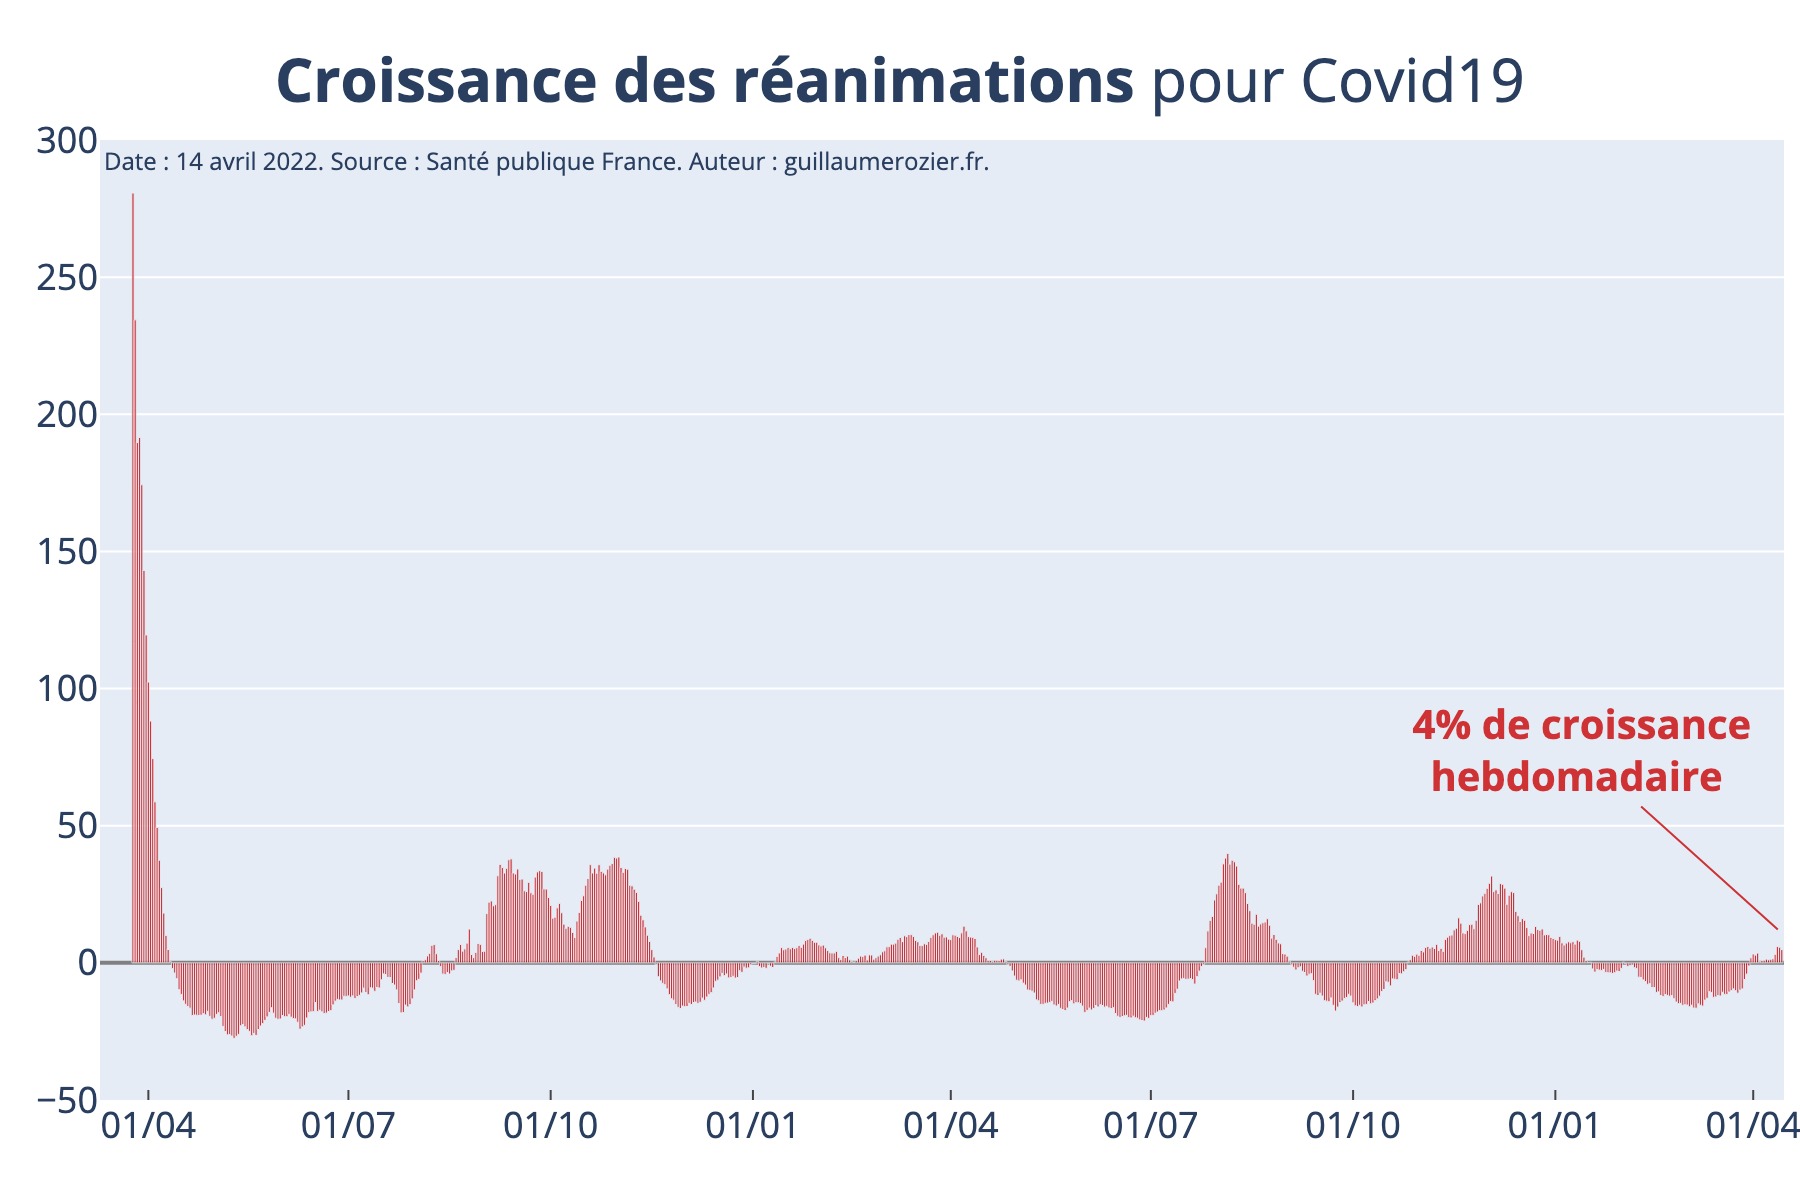 Croissance des réanimations pour Covid19
300
Date : 14 avril 2022. Source : Santé publique France. Auteur : guillaumerozier.fr.
250
200
150
100
4% de croissance
hebdomadaire
50
0
−50
01/04 01/07 01/10 01/01 01/04 01/07 01/10 01/01 01/04